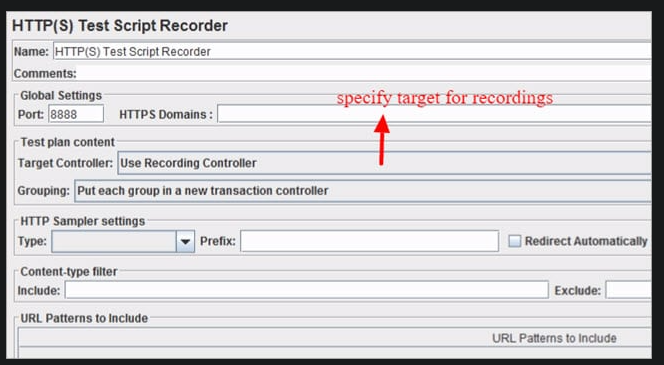 HTTP(S) Test Script Recorder
Name: HTTP(S) Test Script Recorder
Comments:
Global Settings
specify target for recordings
Port: 8888 HTTPS Domains :
Test plan content
Target Controller: Use Recording Controller
Grouping: Put each group in a new transaction controller
HTTP Sampler settings
Type: Prefix: Redirect Automatically
Content-type filter
Include: Exclude:
URL Patterns to Include
URL Patterns to Include